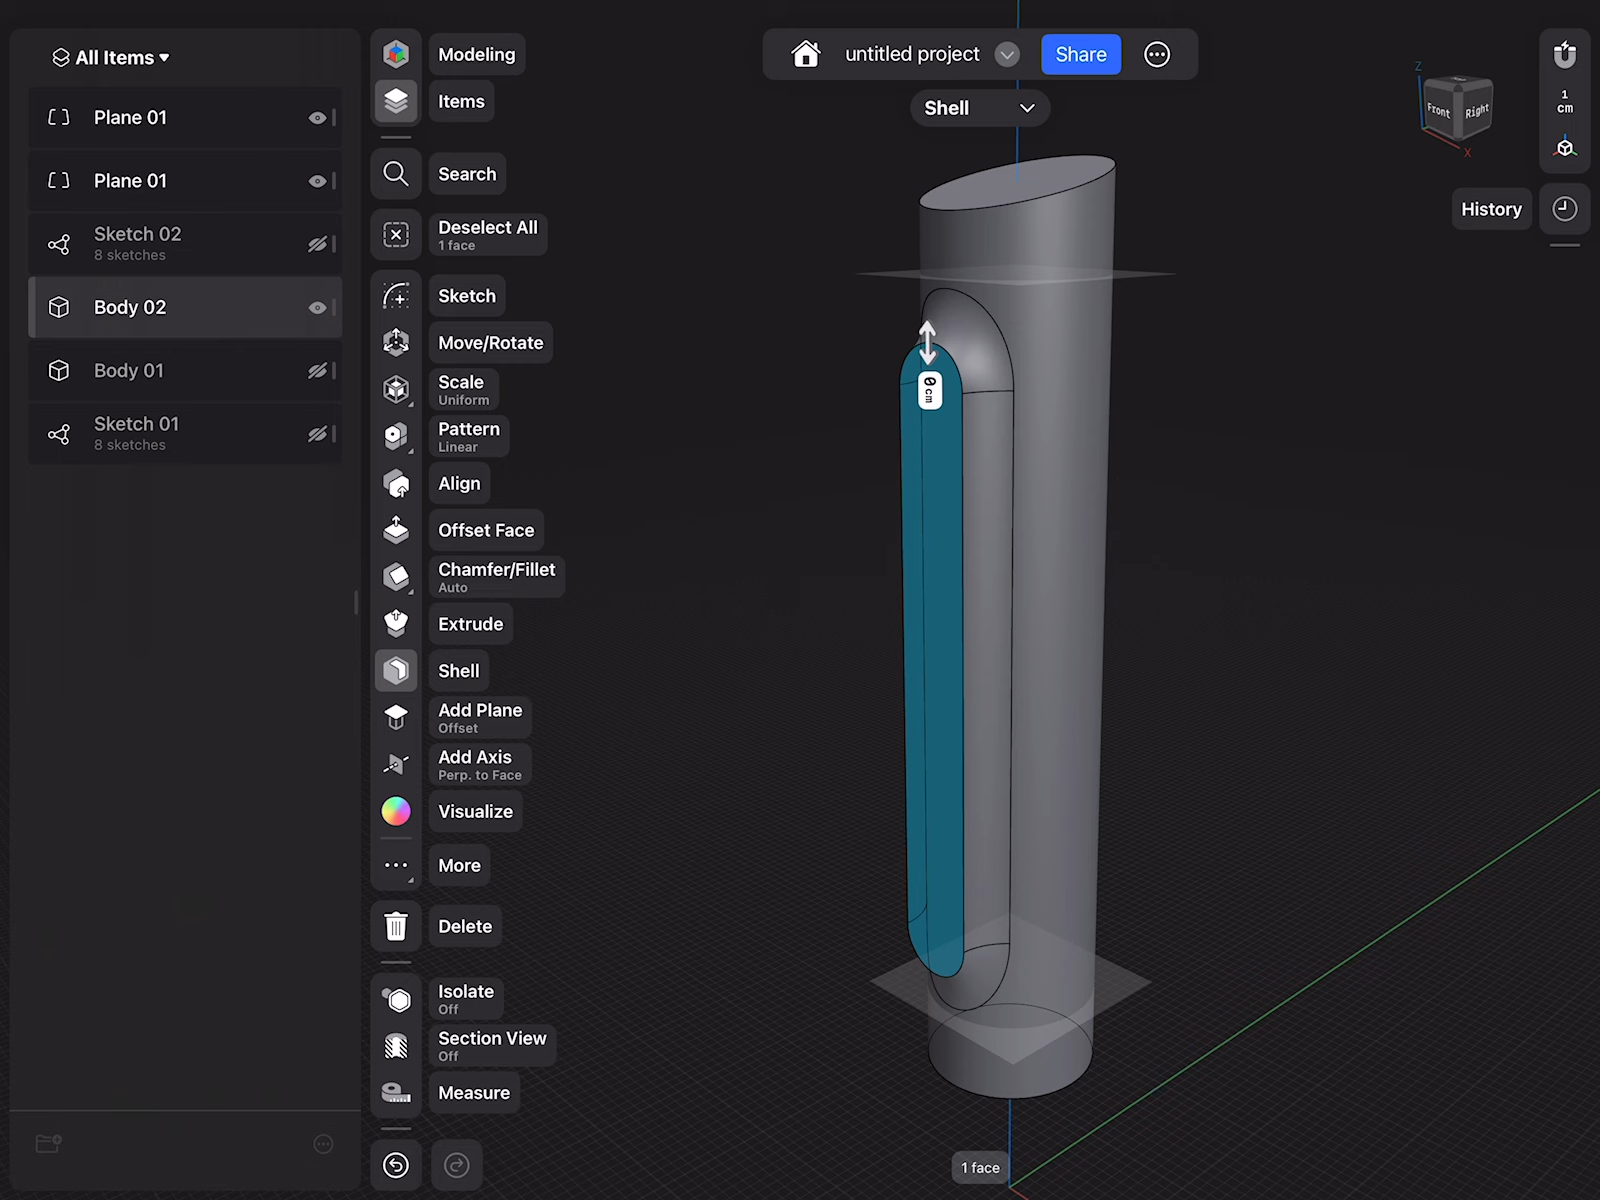 All Items
Plane 01
Plane 01
Sketch 02
8 sketches
Body 02
Body 01
Sketch 01
8 sketches
Modeling
Items
Search
Deselect All
1 face
Sketch
Move/Rotate
Scale
Uniform
Pattern
Linear
Align
Offset Face
Chamfer/Fillet
Auto
Extrude
Shell
Add Plane
Offset
Add Axis
Perp. to Face
Visualize
More
Delete
Isolate
Off
Section View
Off
Measure
untitled project
Share
Shell
0 cm
1 face
Z
Front
Right
X
1
cm
History